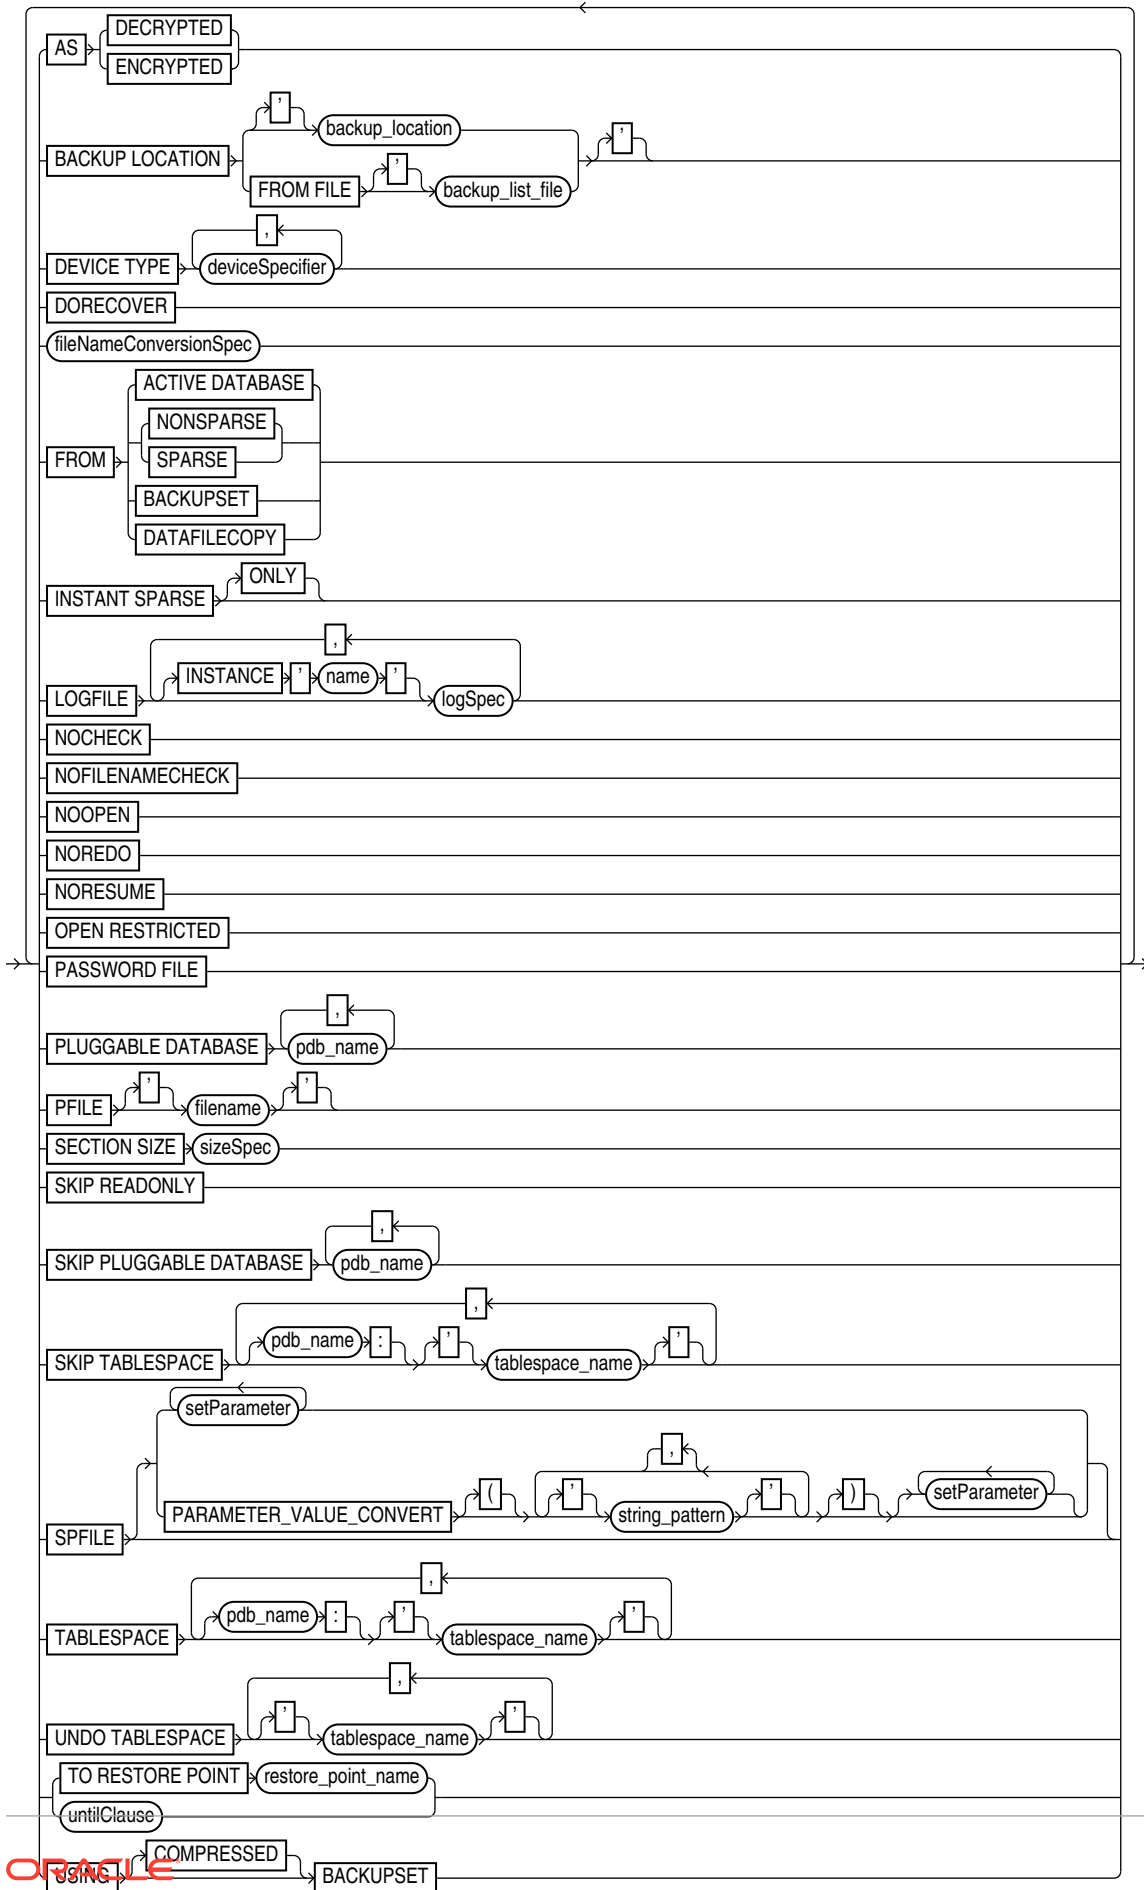 DECRYPTED
AS
ENCRYPTED
'
backup_location
'
BACKUP LOCATION
'
FROM FILE
backup_list_file
,
DEVICE TYPE
deviceSpecifier
DORECOVER
fileNameConversionSpec
ACTIVE DATABASE
NONSPARSE
FROM
SPARSE
BACKUPSET
DATAFILECOPY
ONLY
INSTANT SPARSE
,
INSTANCE ' name '
LOGFILE
logSpec
NOCHECK
NOFILENAMECHECK
NOOPEN
NOREDO
NORESUME
OPEN RESTRICTED
PASSWORD FILE
,
PLUGGABLE DATABASE
pdb_name
' '
PFILE
filename
SECTION SIZE sizeSpec
SKIP READONLY
,
SKIP PLUGGABLE DATABASE
pdb_name
,
pdb_name : ' '
SKIP TABLESPACE
tablespace_name
setParameter
,
( ' ' ) setParameter
PARAMETER_VALUE_CONVERT
string_pattern
SPFILE
,
pdb_name : ' '
TABLESPACE
tablespace_name
,
' '
UNDO TABLESPACE
tablespace_name
TO RESTORE POINT restore_point_name
untilClause
COMPRESSED
USING
BACKUPSET
ORACLE